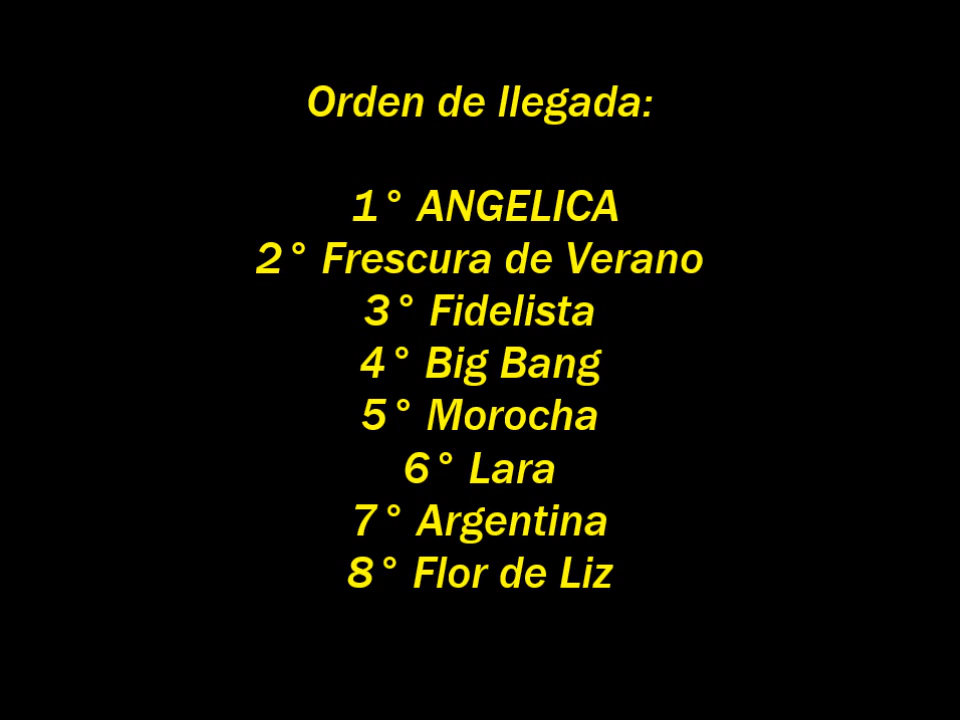 Orden de llegada:
1° ANGELICA
2° Frescura de Verano
3° Fidelista
4° Big Bang
5° Morocha
6° Lara
7° Argentina
8° Flor de Liz